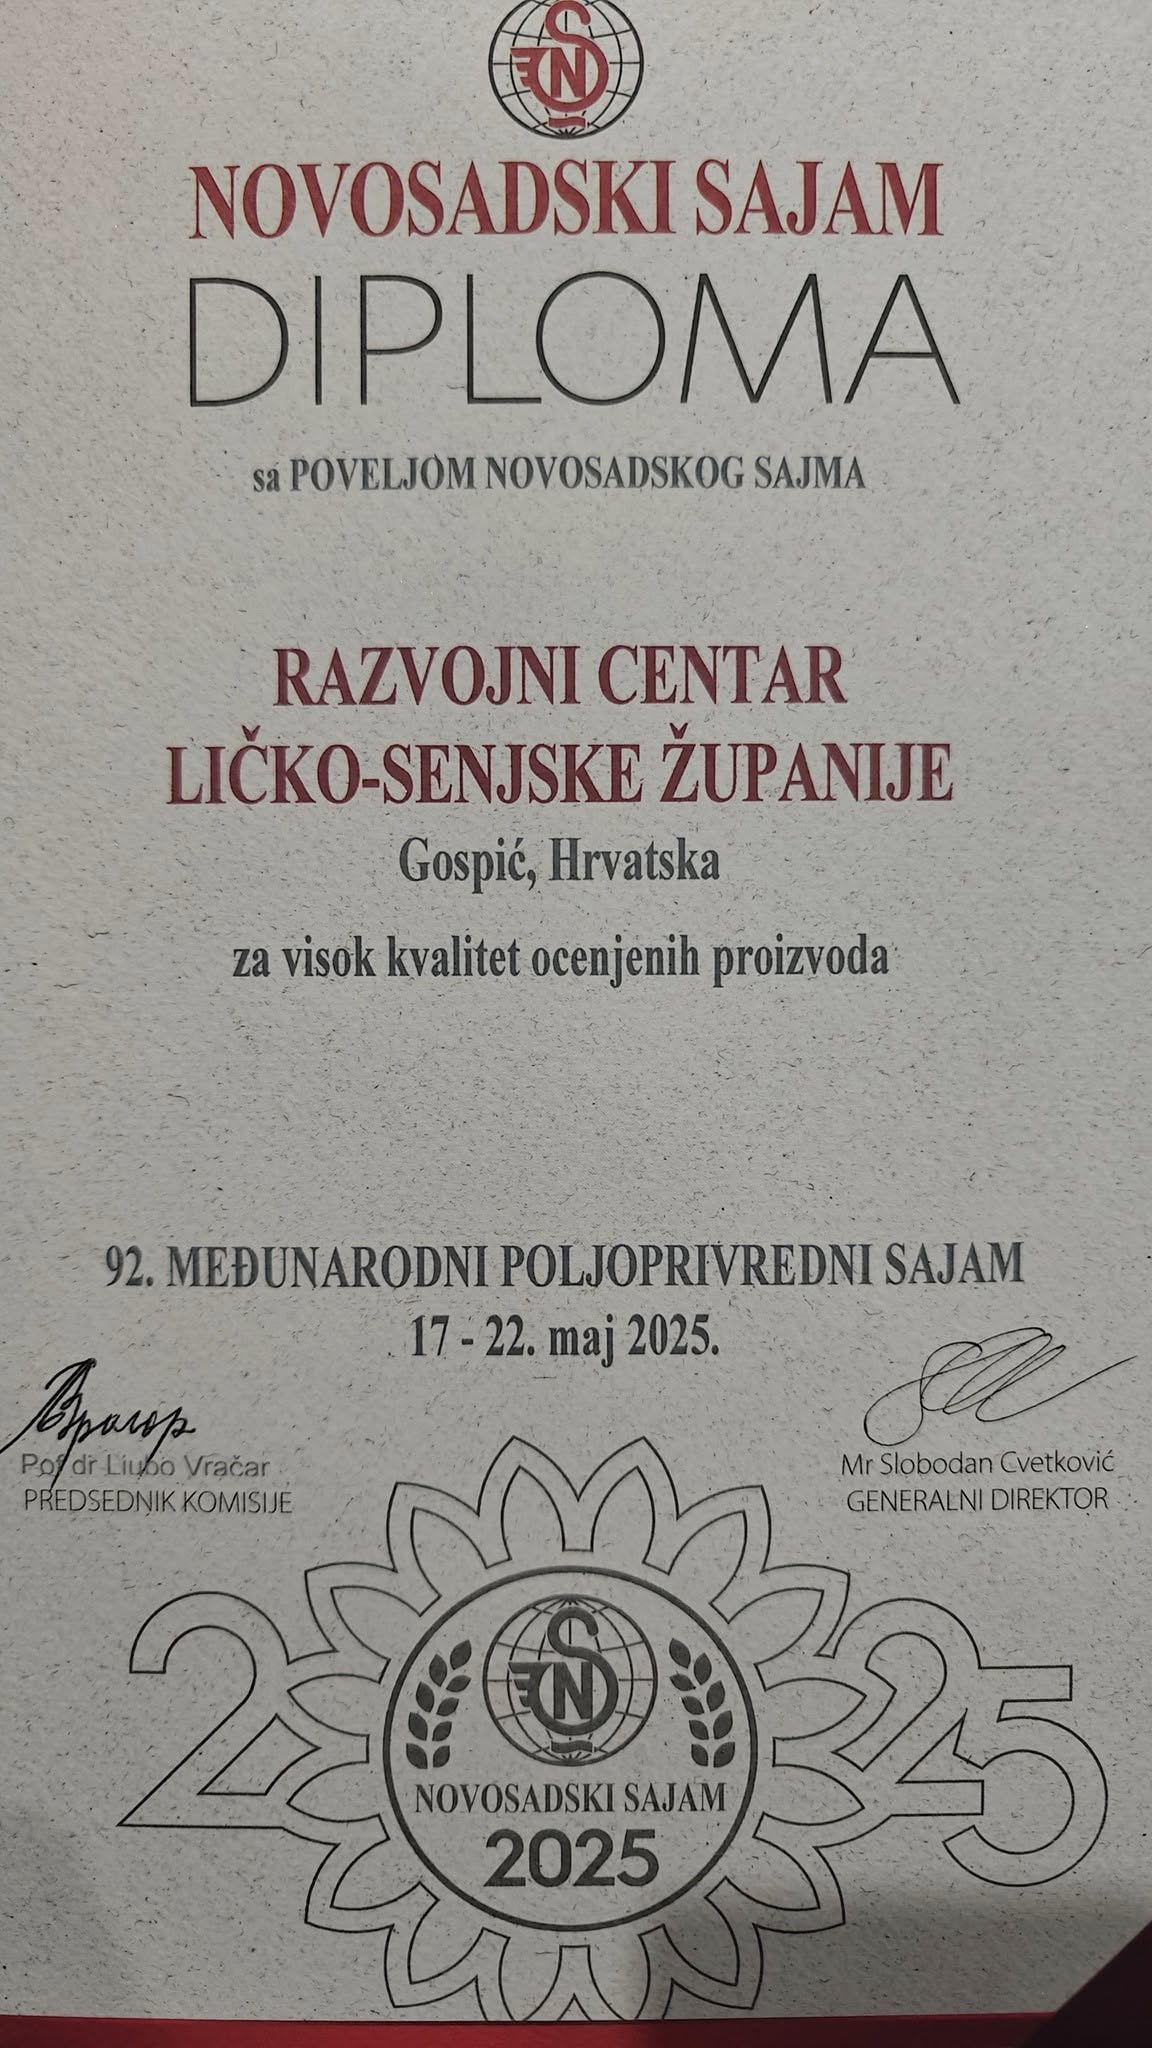 NOVOSADSKI SAJAM
DIPLOMA
sa POVELJOM NOVOSADSKOG SAJMA
RAZVOJNI CENTAR
LIČKO-SENJSKE ŽUPANIJE
Gospić, Hrvatska
za visok kvalitet ocenjenih proizvoda
92. MEĐUNARODNI POLJOPRIVREDNI SAJAM
17 - 22. maj 2025.
Pof dr Ljubo Vračar
PREDSEDNIK KOMISIJE
Mr Slobodan Cvetković
GENERALNI DIREKTOR
2025
NOVOSADSKI SAJAM
2025